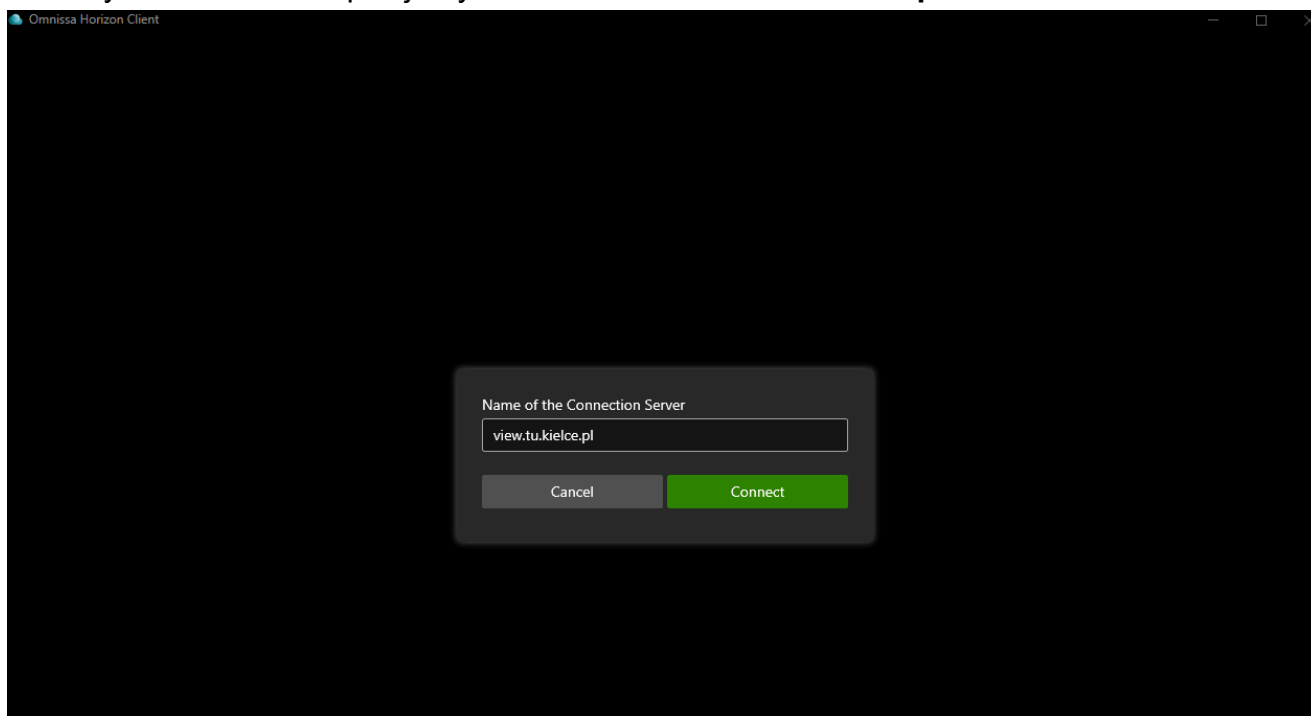 Omnissa Horizon Client
Name of the Connection Server
view.tu.kielce.pl
Cancel
Connect